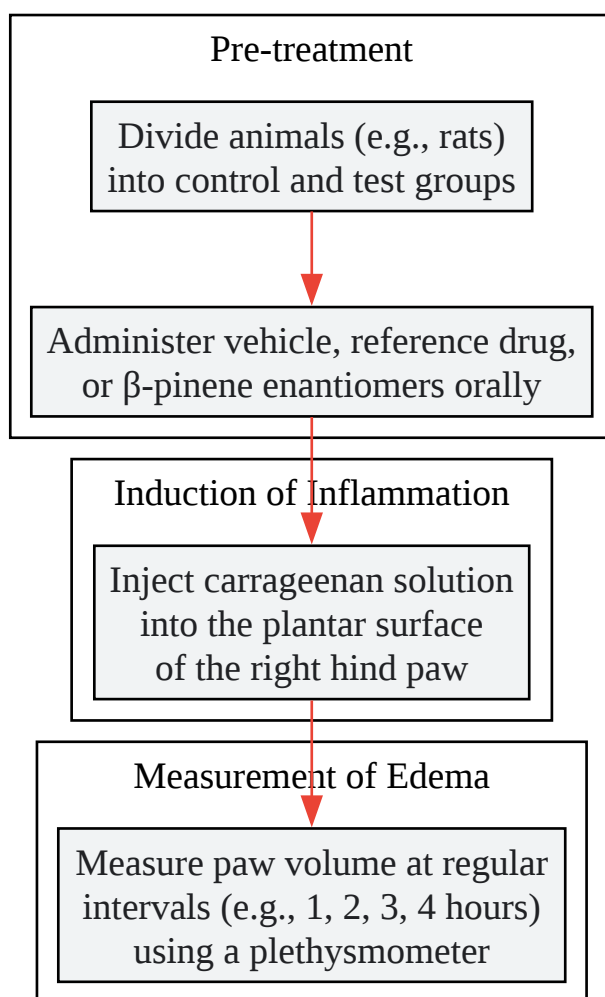 Pre-treatment
Divide animals (e.g., rats)
into control and test groups
Administer vehicle, reference drug,
or β-pinene enantiomers orally
Induction of Inflammation
Inject carrageenan solution
into the plantar surface
of the right hind paw
Measurement of Edema
Measure paw volume at regular
intervals (e.g., 1, 2, 3, 4 hours)
using a plethysmometer